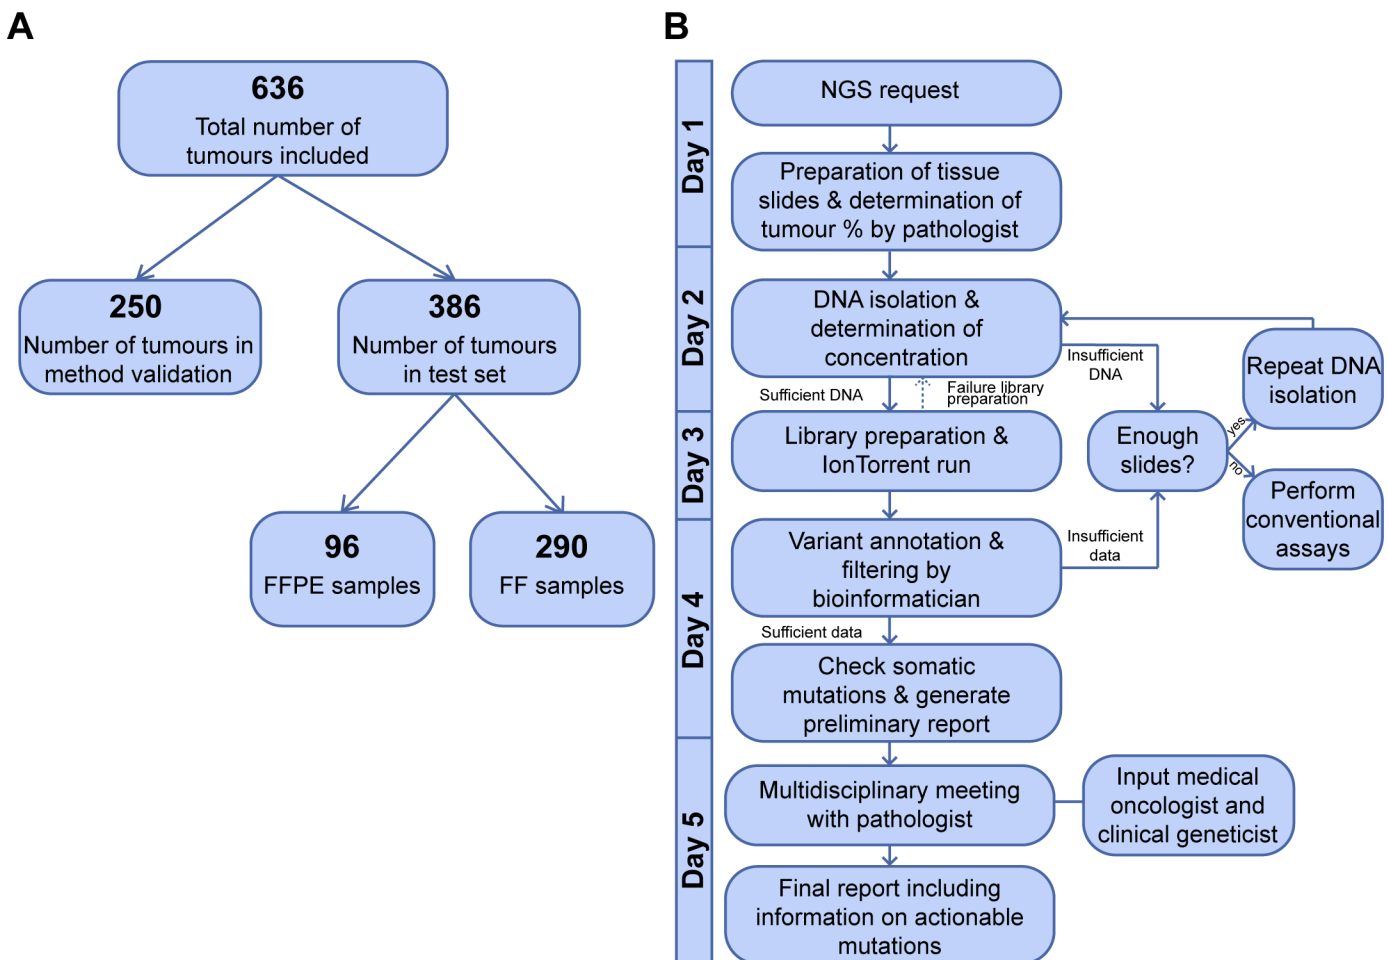 A
636
Total number of
tumours included
250
Number of tumours in
method validation
386
Number of tumours
in test set
96
FFPE samples
290
FF samples
B
Day 1
NGS request
Preparation of tissue
slides & determination of
tumour % by pathologist
Day 2
DNA isolation &
determination of
concentration
Insufficient
DNA
Repeat DNA
isolation
Sufficient DNA
Failure library
preparation
Day 3
Library preparation &
IonTorrent run
Enough
slides?
yes
no
Perform
conventional
assays
Day 4
Variant annotation &
filtering by
bioinformatician
Insufficient
data
Sufficient data
Check somatic
mutations & generate
preliminary report
Day 5
Multidisciplinary meeting
with pathologist
Input medical
oncologist and
clinical geneticist
Final report including
information on actionable
mutations